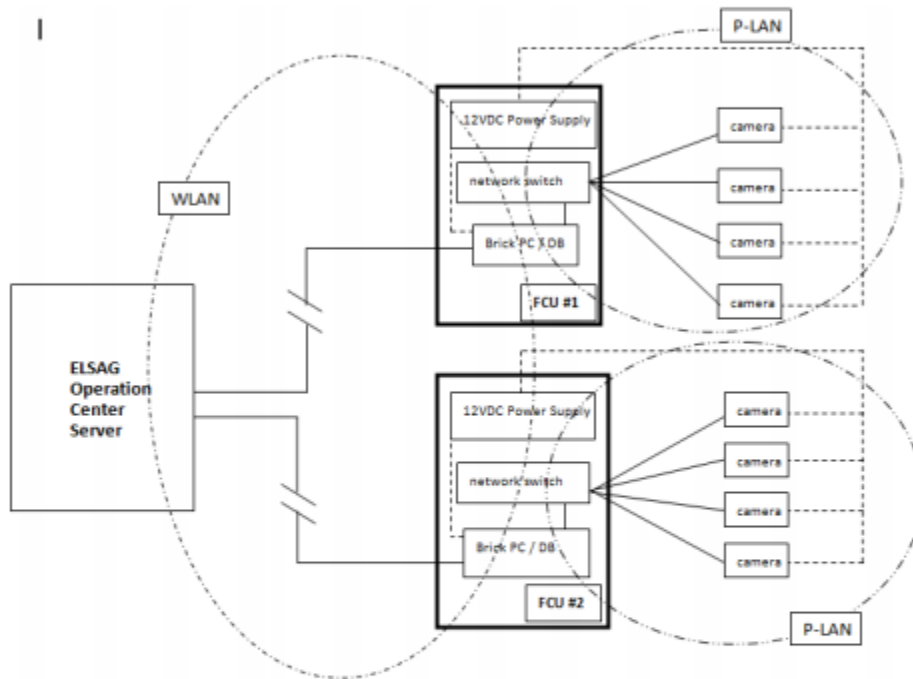 I
P-LAN
12VDC Power Supply
network switch
Brick PC / DB
FCU #1
camera
camera
camera
camera
WLAN
ELSAG
Operation
Center
Server
12VDC Power Supply
network switch
Brick PC / DB
FCU #2
camera
camera
camera
camera
P-LAN